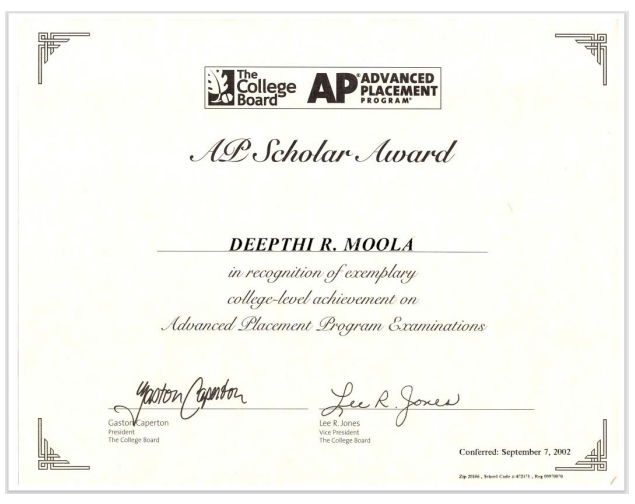 The
College
Board
AP® ADVANCED
PLACEMENT
PROGRAM®
AP Scholar Award
DEEPTHI R. MOOLA
in recognition of exemplary
college-level achievement on
Advanced Placement Program Examinations
Gaston Caperton
Lee R. Jones
Gaston Caperton
President
The College Board
Lee R. Jones
Vice President
The College Board
Conferred: September 7, 2002